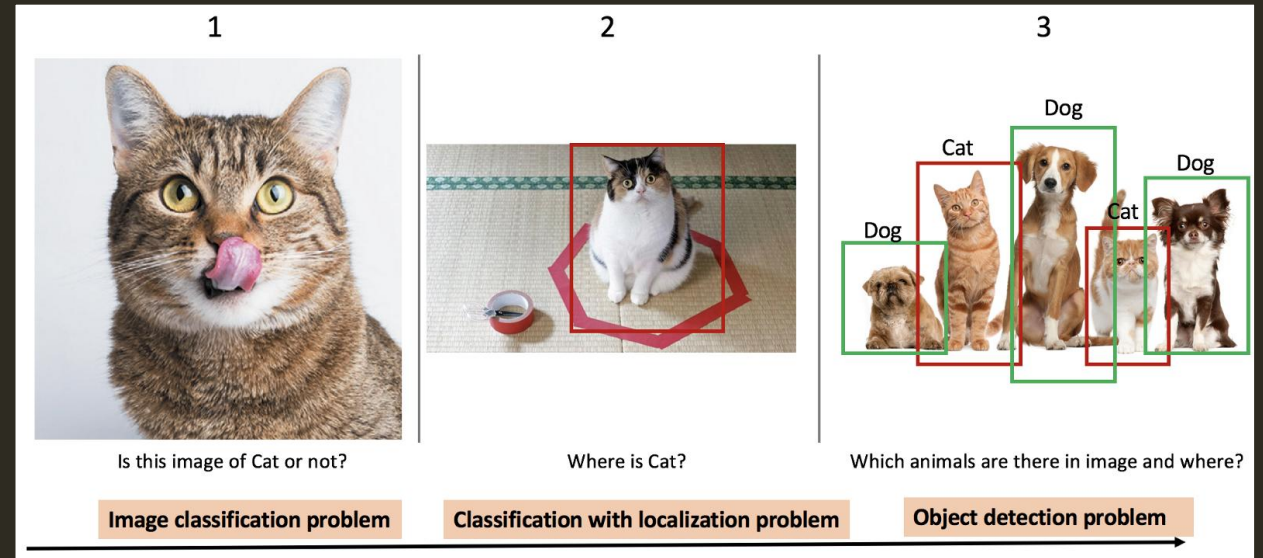 1
2
3
Dog
Cat
Dog
Cat
Dog
Is this image of Cat or not?
Where is Cat?
Which animals are there in image and where?
Image classification problem
Classification with localization problem
Object detection problem